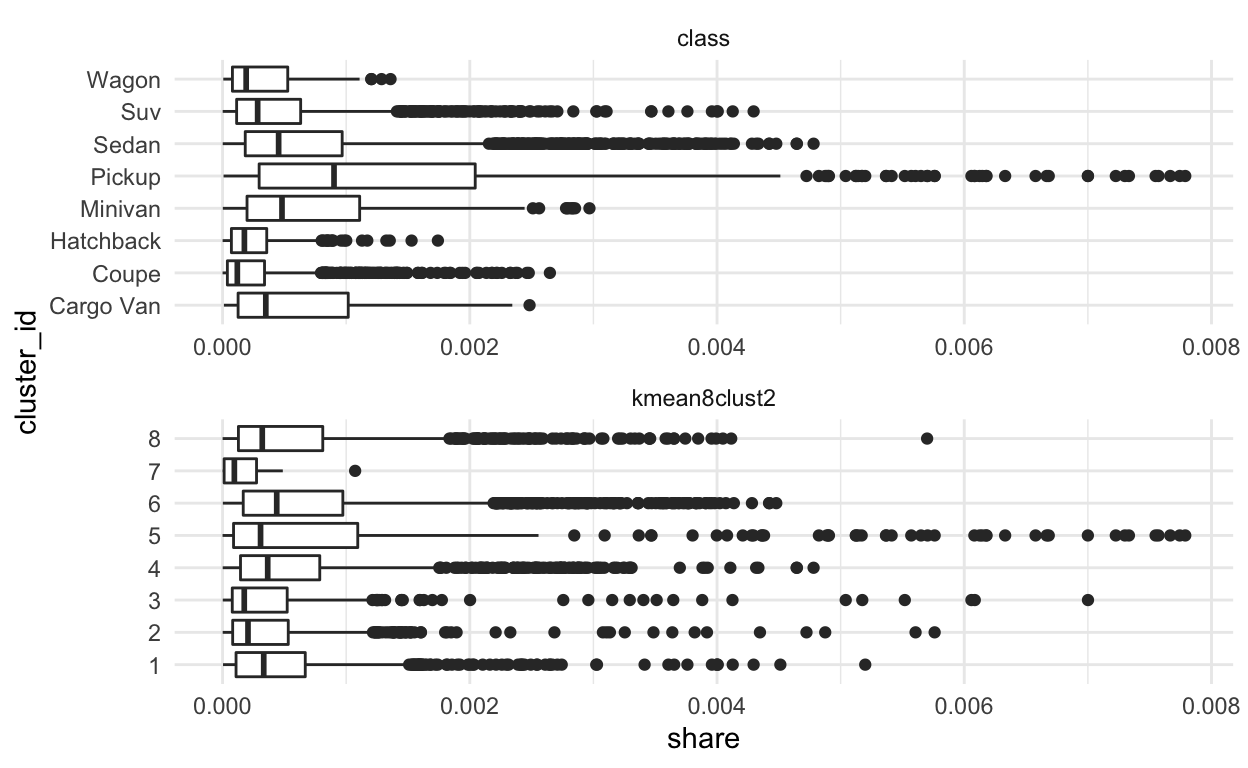 class
Wagon
Suv
Sedan
Pickup
Minivan
Hatchback
Coupe
Cargo Van
0.000 0.002 0.004 0.006 0.008
cluster_id
kmean8clust2
8
7
6
5
4
3
2
1
0.000 0.002 0.004 0.006 0.008
share